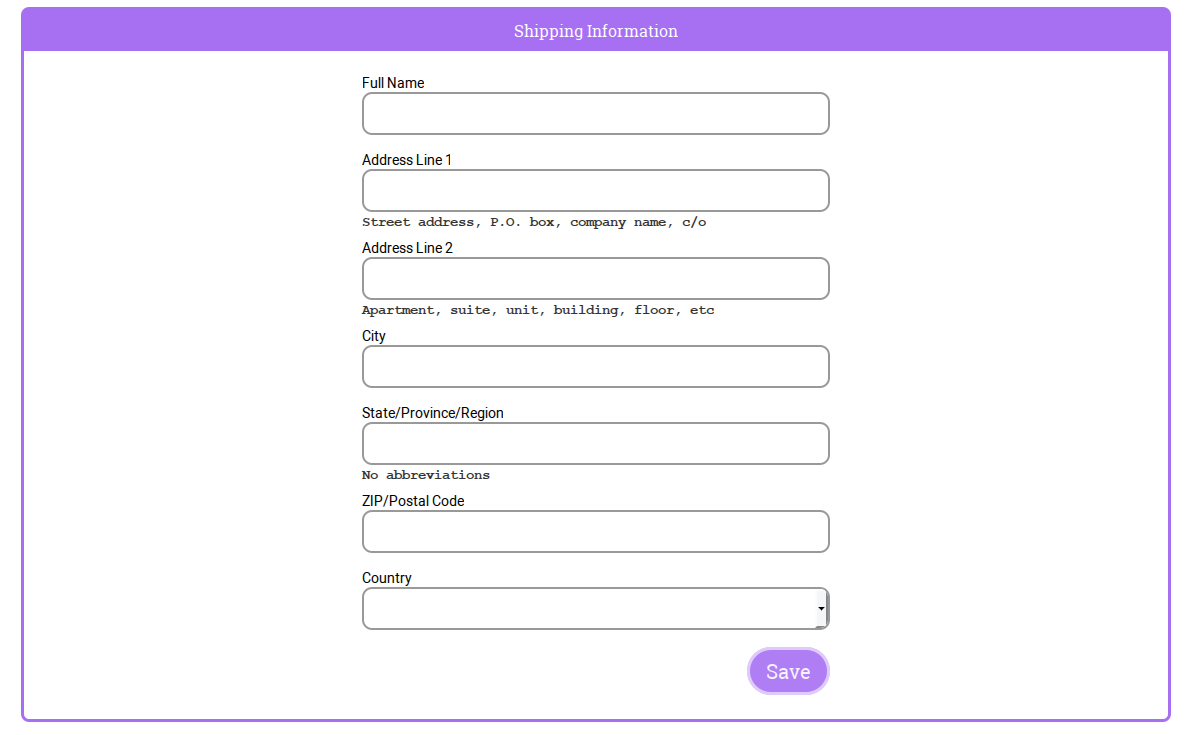 Shipping Information
Full Name
Address Line 1
Street address, P.O. box, company name, c/o
Address Line 2
Apartment, suite, unit, building, floor, etc
City
State/Province/Region
No abbreviations
ZIP/Postal Code
Country
Save